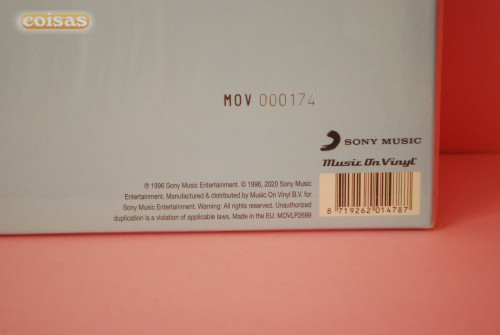 coisas
MOV 000174
SONY MUSIC
Music On Vinyl
℗ 1996 Sony Music Entertainment. © 1996, 2020 Sony Music
Entertainment. Manufactured & distributed by Music On Vinyl B.V. for
Sony Music Entertainment. Warning: All rights reserved. Unauthorized
duplication is a violation of applicable laws. Made in the EU. MOVLP2699
8 719262 014787